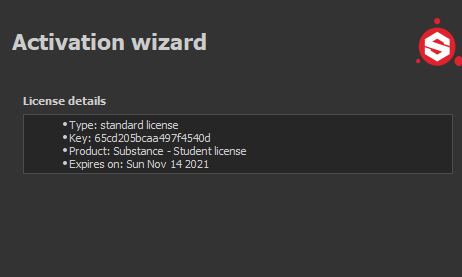 Activation wizard
License details
Type: standard license
Key: 65cd205bcaa497f4540d
Product: Substance - Student license
Expires on: Sun Nov 14 2021